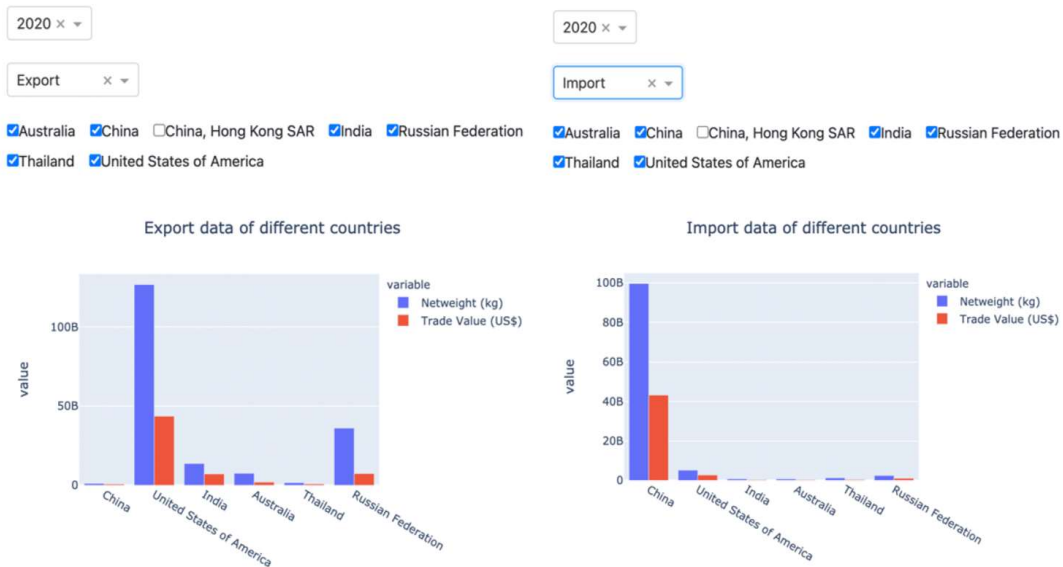 2020 ×
Export ×
Australia China China, Hong Kong SAR India Russian Federation
Thailand United States of America
Export data of different countries
variable
Netweight (kg)
Trade Value (US$)
value
100B
50B
0
China
United States of America
India
Australia
Thailand
Russian Federation
2020 ×
Import ×
Australia China China, Hong Kong SAR India Russian Federation
Thailand United States of America
Import data of different countries
variable
Netweight (kg)
Trade Value (US$)
value
100B
80B
60B
40B
20B
0
China
United States of America
India
Australia
Thailand
Russian Federation